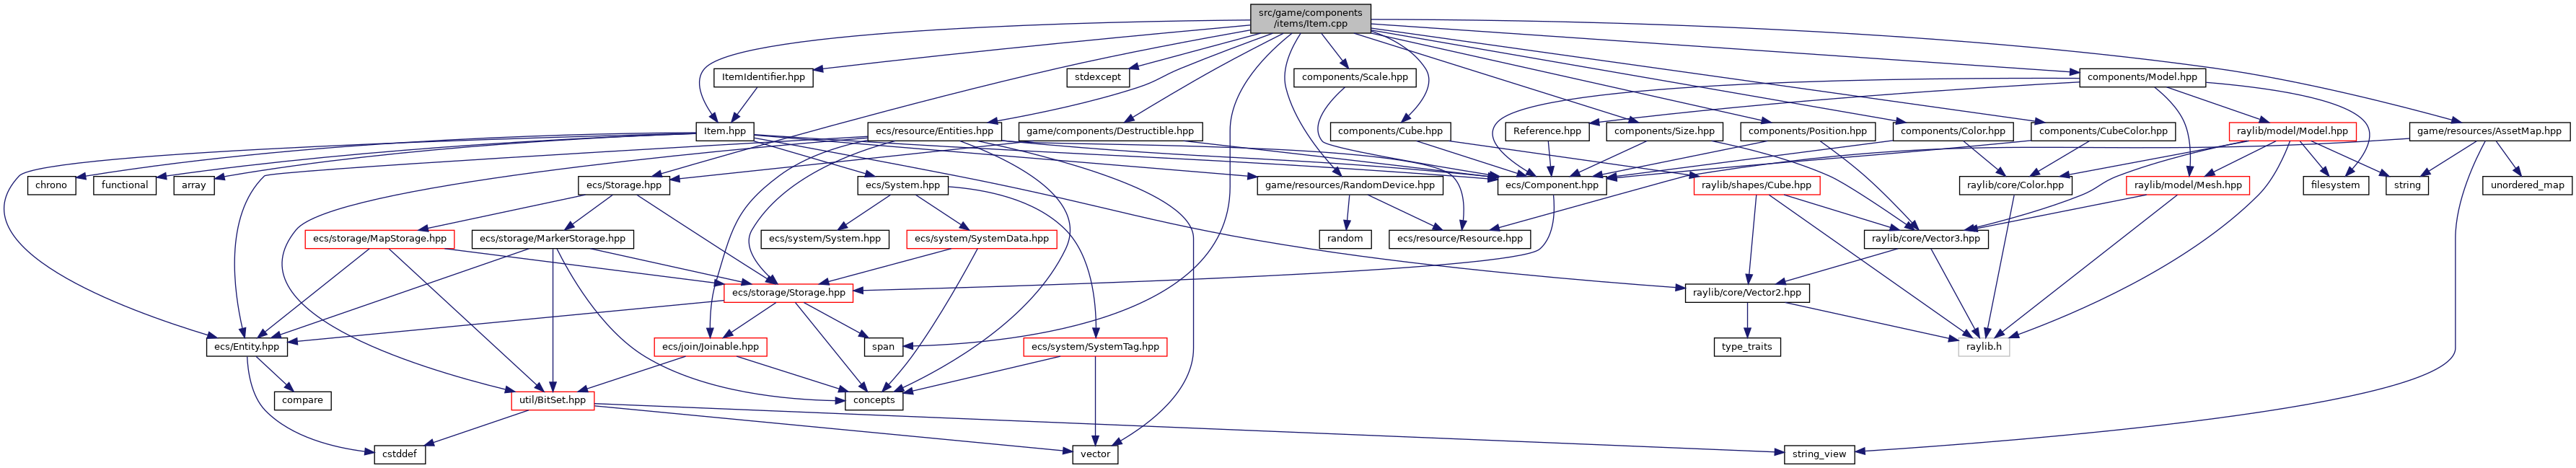 src/game/components
/items/Item.cpp
ItemIdentifier.hpp
stdexcept
components/Scale.hpp
components/Model.hpp
Item.hpp
ecs/resource/Entities.hpp
game/components/Destructible.hpp
components/Cube.hpp
Reference.hpp
components/Size.hpp
components/Position.hpp
components/Color.hpp
components/CubeColor.hpp
raylib/model/Model.hpp
game/resources/AssetMap.hpp
chrono
functional
array
ecs/Storage.hpp
ecs/System.hpp
game/resources/RandomDevice.hpp
ecs/Component.hpp
raylib/shapes/Cube.hpp
raylib/core/Color.hpp
raylib/model/Mesh.hpp
filesystem
string
unordered_map
ecs/storage/MapStorage.hpp
ecs/storage/MarkerStorage.hpp
ecs/system/System.hpp
ecs/system/SystemData.hpp
random
ecs/resource/Resource.hpp
raylib/core/Vector3.hpp
ecs/storage/Storage.hpp
raylib/core/Vector2.hpp
ecs/Entity.hpp
ecs/join/Joinable.hpp
span
ecs/system/SystemTag.hpp
type_traits
raylib.h
compare
util/BitSet.hpp
concepts
cstddef
vector
string_view